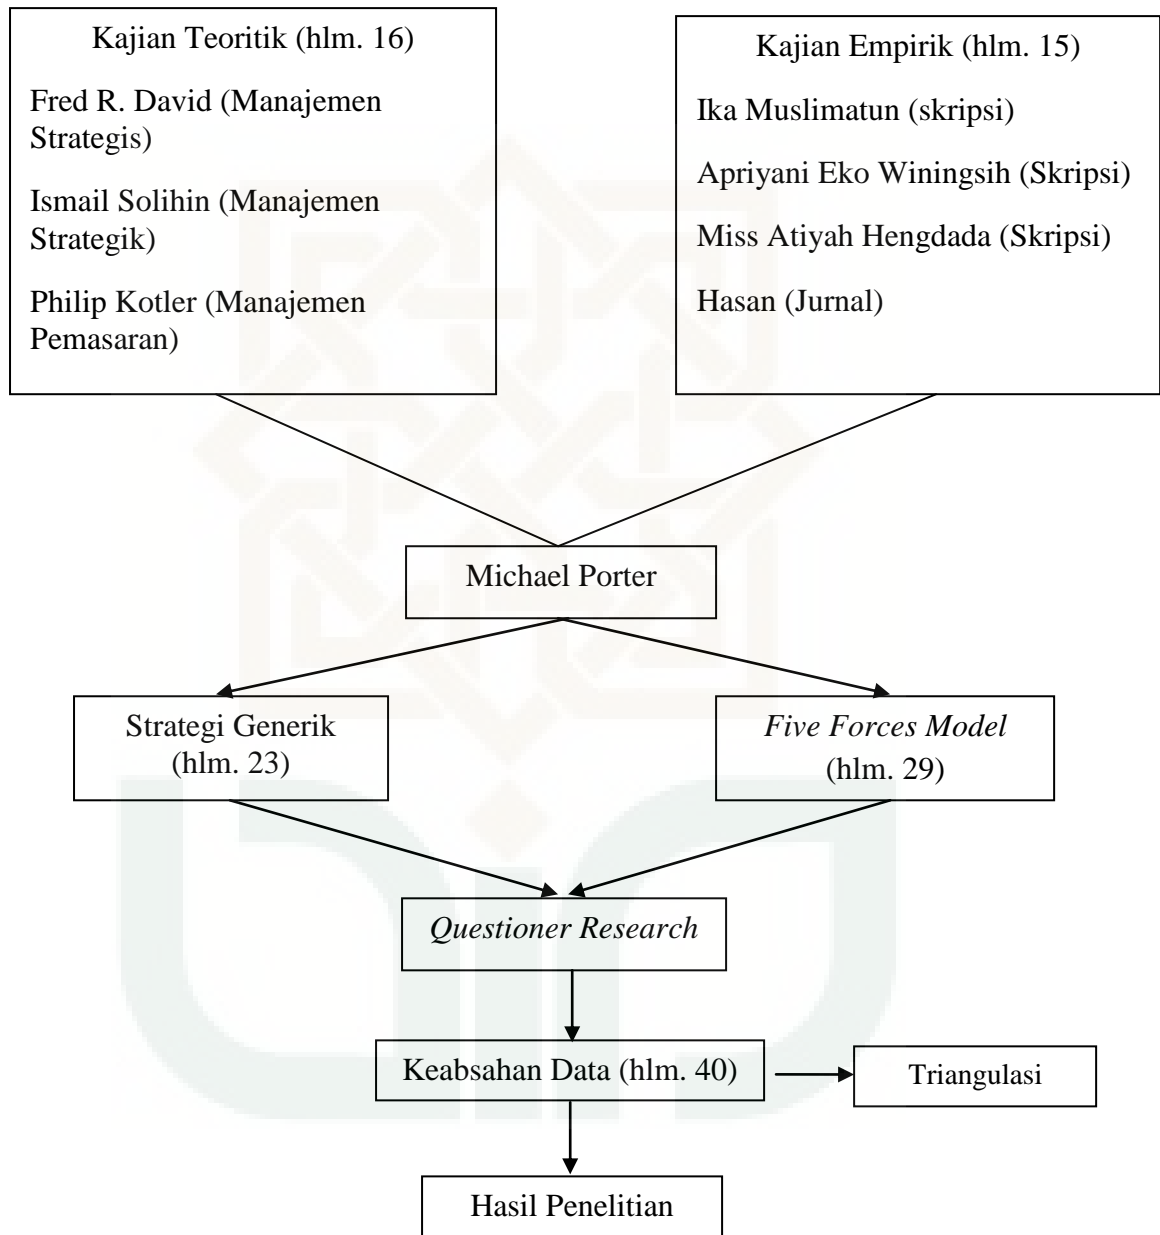 Kajian Teoritik (hlm. 16)
Fred R. David (Manajemen
Strategis)
Ismail Solihin (Manajemen
Strategik)
Philip Kotler (Manajemen
Pemasaran)
Kajian Empirik (hlm. 15)
Ika Muslimatun (skripsi)
Apriyani Eko Winingsih (Skripsi)
Miss Atiyah Hengdada (Skripsi)
Hasan (Jurnal)
Michael Porter
Strategi Generik
(hlm. 23)
Five Forces Model
(hlm. 29)
Questioner Research
Keabsahan Data (hlm. 40)
Triangulasi
Hasil Penelitian